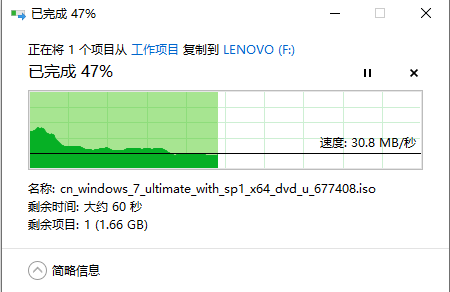 已完成 47%
正在将 1 个项目从 工作项目 复制到 LENOVO (F:)
已完成 47%
速度: 30.8 MB/秒
名称: cn_windows_7_ultimate_with_sp1_x64_dvd_u_677408.iso
剩余时间: 大约 60 秒
剩余项目: 1 (1.66 GB)
简略信息